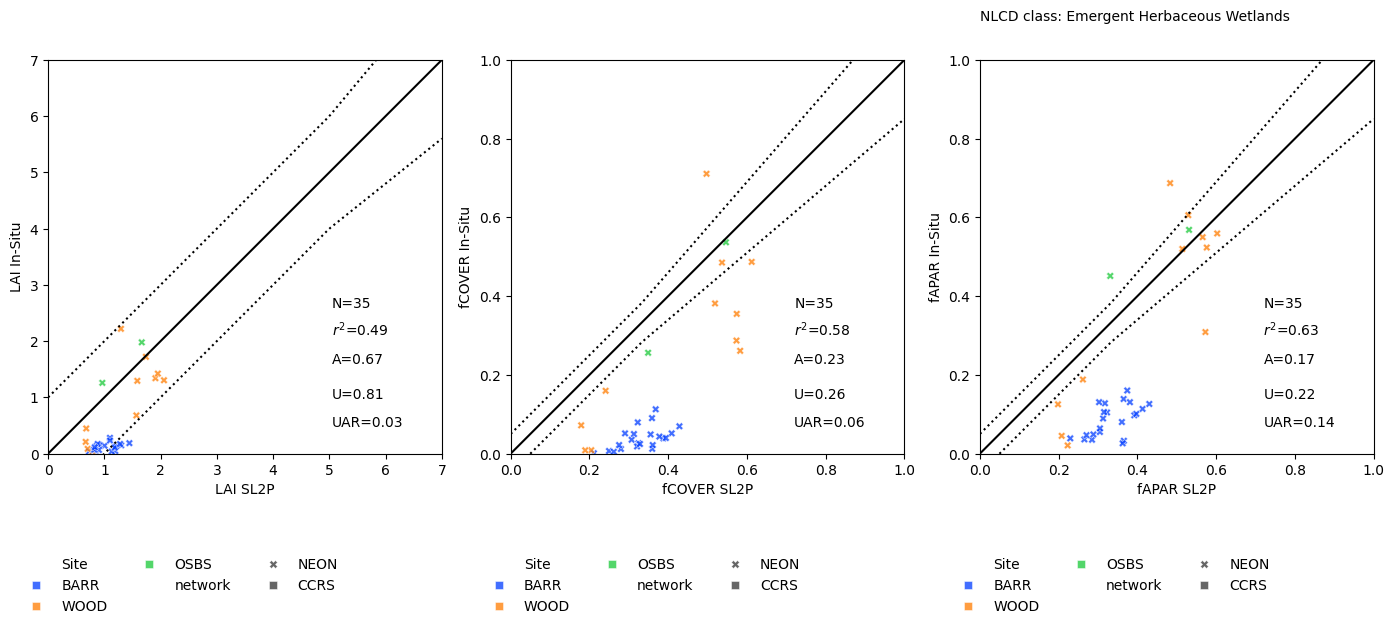 NLCD class: Emergent Herbaceous Wetlands
7
6
5
4
3
2
1
0
LAI In-Situ
N=35
r²=0.49
A=0.67
U=0.81
UAR=0.03
0 1 2 3 4 5 6 7
LAI SL2P
1.0
0.8
0.6
0.4
0.2
0.0
fCOVER In-Situ
N=35
r²=0.58
A=0.23
U=0.26
UAR=0.06
0.0 0.2 0.4 0.6 0.8 1.0
fCOVER SL2P
1.0
0.8
0.6
0.4
0.2
0.0
fAPAR In-Situ
N=35
r²=0.63
A=0.17
U=0.22
UAR=0.14
0.0 0.2 0.4 0.6 0.8 1.0
fAPAR SL2P
Site OSBS NEON
BARR network CCRS
WOOD
Site OSBS NEON
BARR network CCRS
WOOD
Site OSBS NEON
BARR network CCRS
WOOD